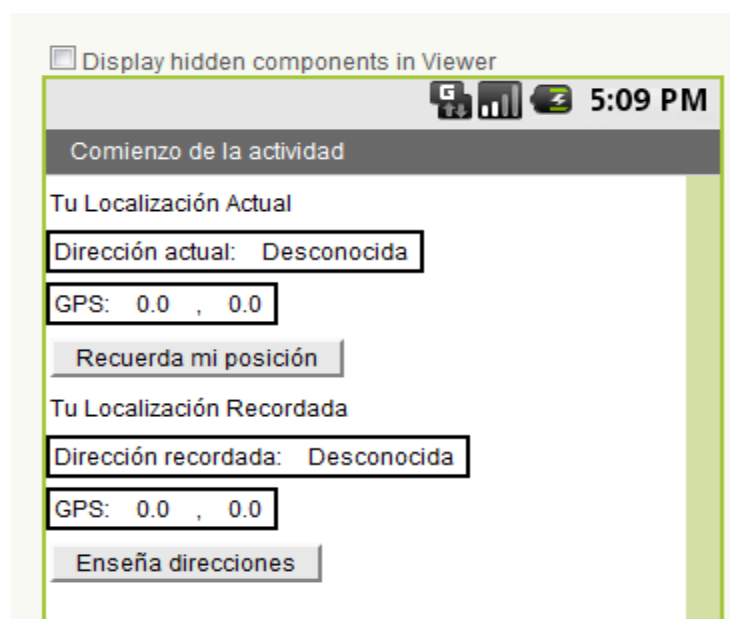 Display hidden components in Viewer
G 5:09 PM
Comienzo de la actividad
Tu Localización Actual
Dirección actual: Desconocida
GPS: 0.0 , 0.0
Recuerda mi posición
Tu Localización Recordada
Dirección recordada: Desconocida
GPS: 0.0 , 0.0
Enseña direcciones